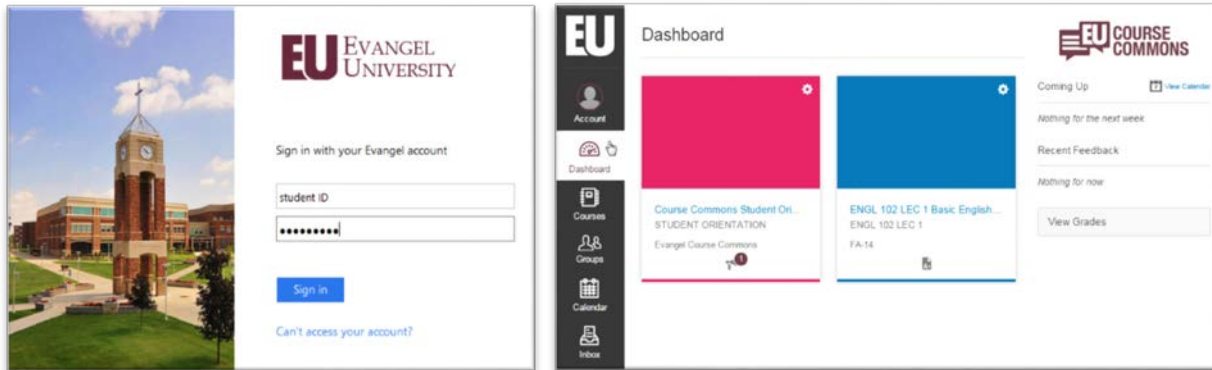 EU EVANGEL
UNIVERSITY
Sign in with your Evangel account
student ID
•••••••••
Sign in
Can't access your account?
EU
Account
Dashboard
Courses
Groups
Calendar
Inbox
Dashboard
Course Commons Student Ori...
STUDENT ORIENTATION
Evangel Course Commons
1
ENGL 102 LEC 1 Basic English...
ENGL 102 LEC 1
FA-14
EU COURSE
COMMONS
Coming Up
View Calendar
Nothing for the next week
Recent Feedback
Nothing for now
View Grades